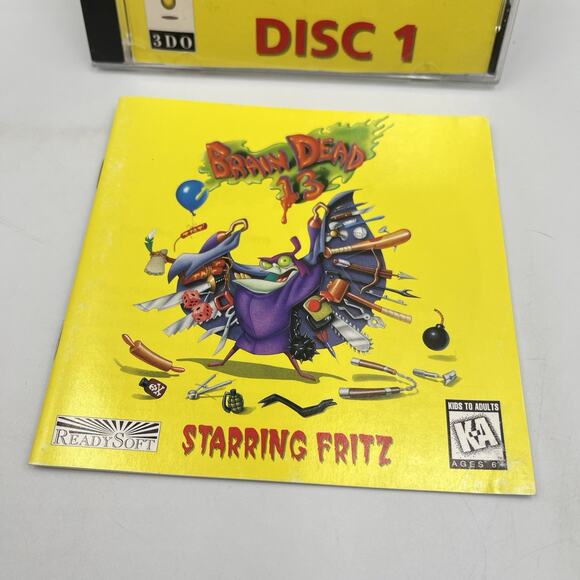 3DO
DISC 1
BRAIN DEAD
13
READYSOFT
STARRING FRITZ
KIDS TO ADULTS
K-A
AGES 6+